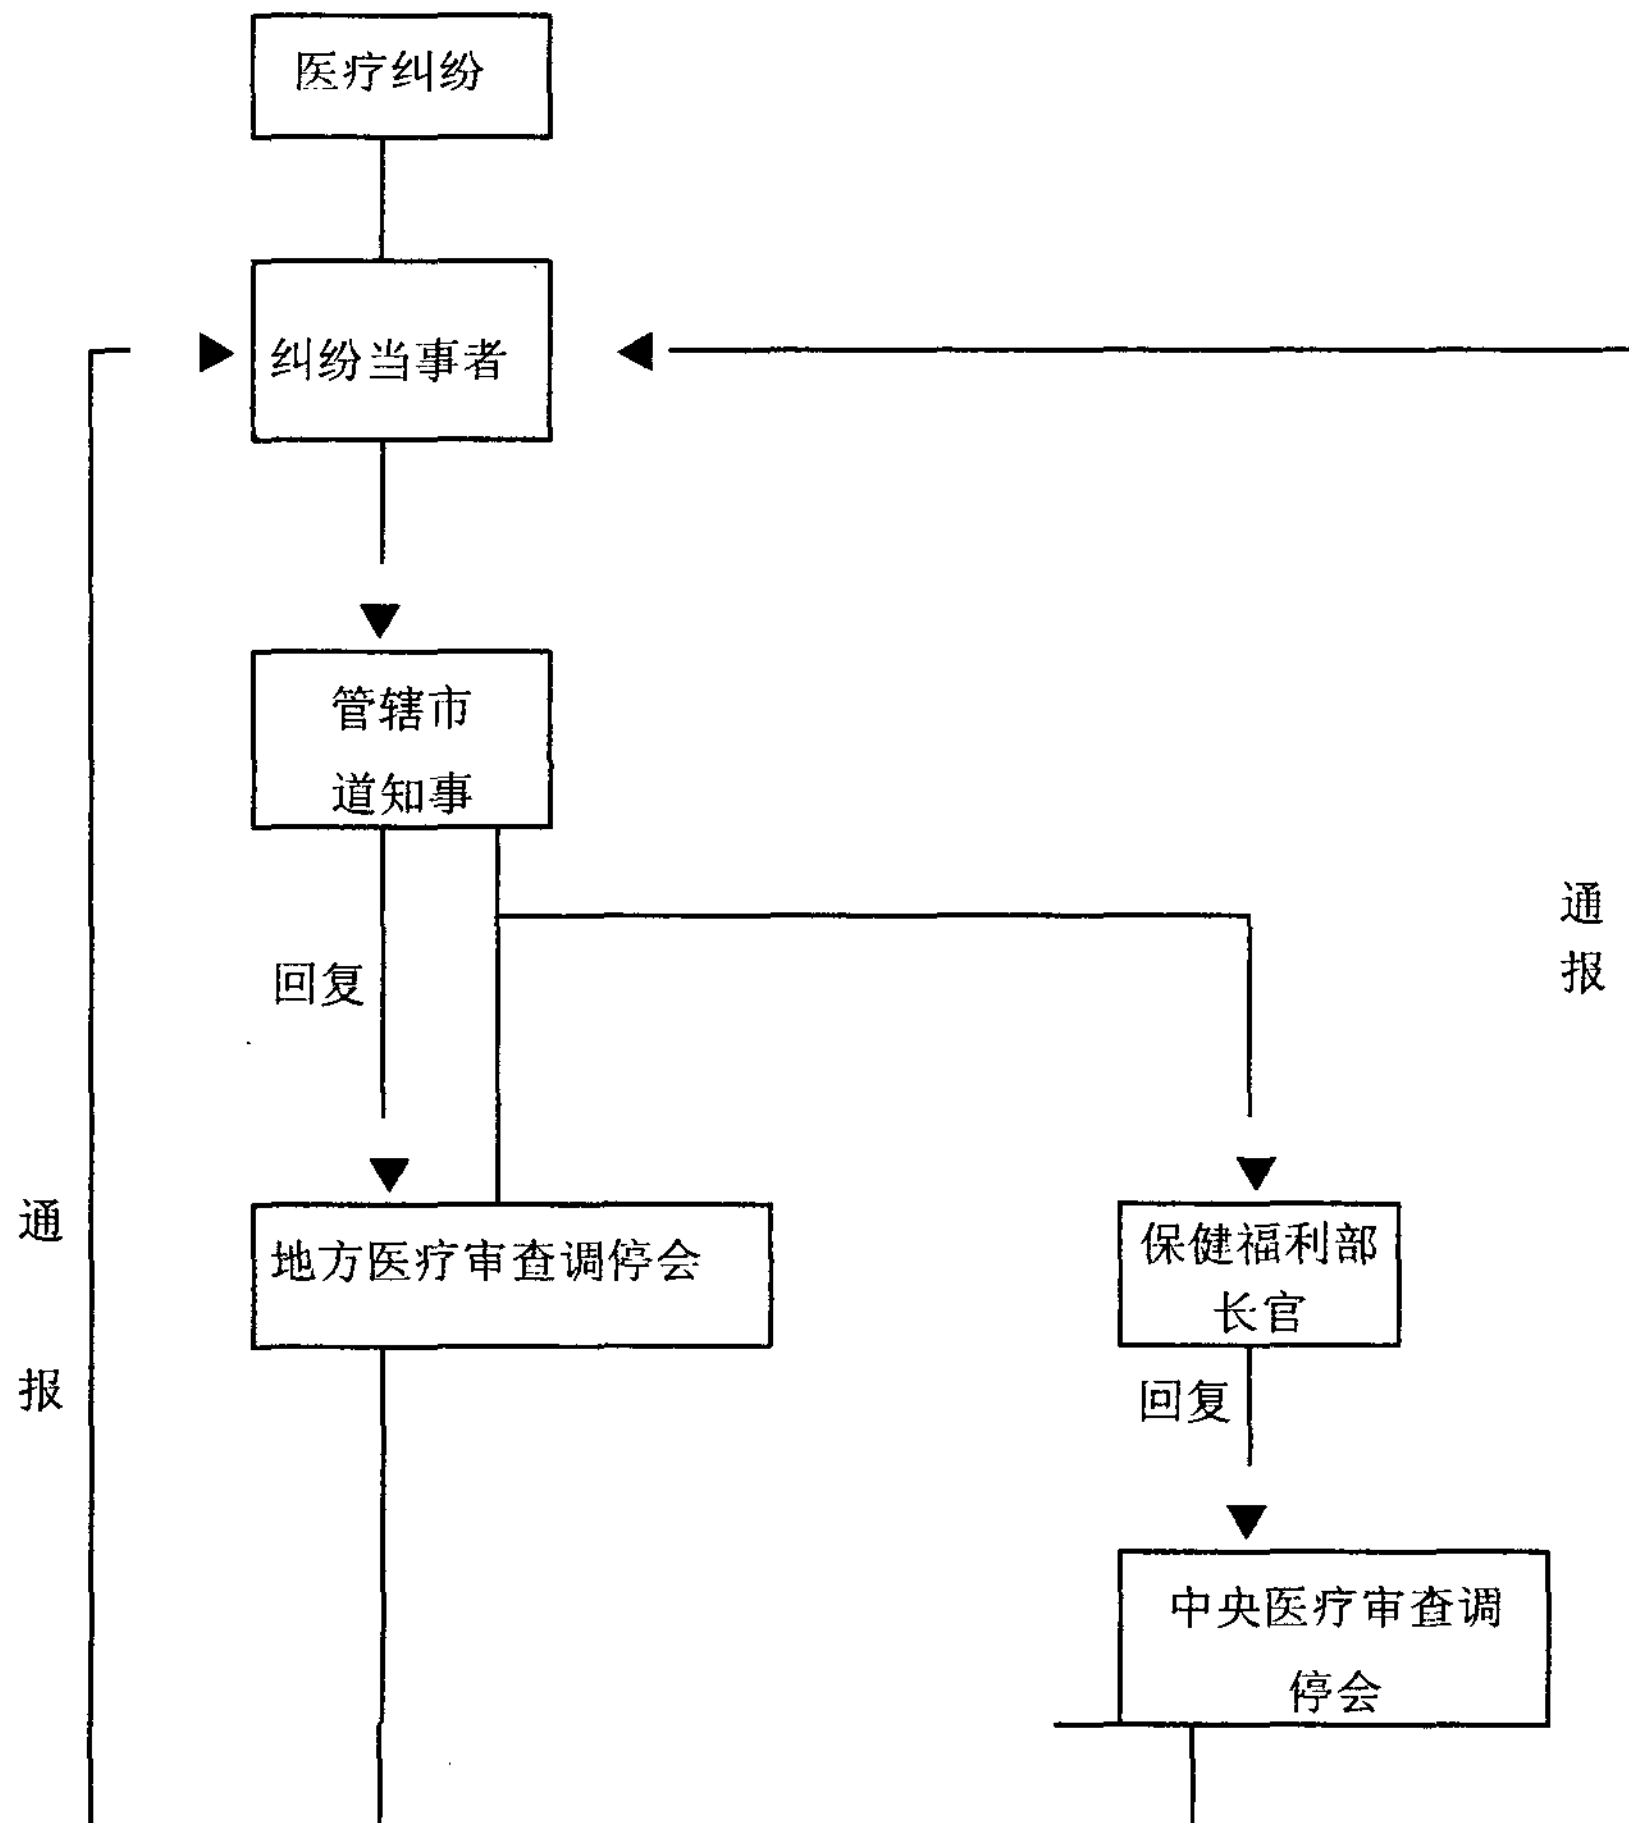 医疗纠纷
纠纷当事者
管辖市
道知事
通
报
回复
通
报
地方医疗审查调停会
保健福利部
长官
回复
中央医疗审查调
停会